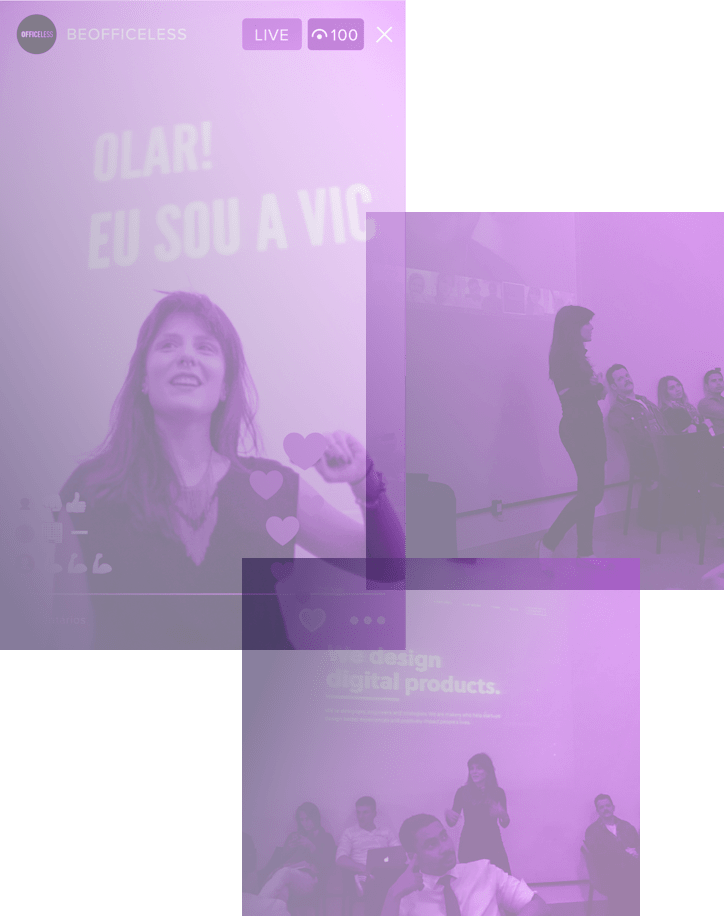 OFFICELESS
BEOFFICELESS
LIVE
100
OLAR!
EU SOU A VIC
We design
digital products.